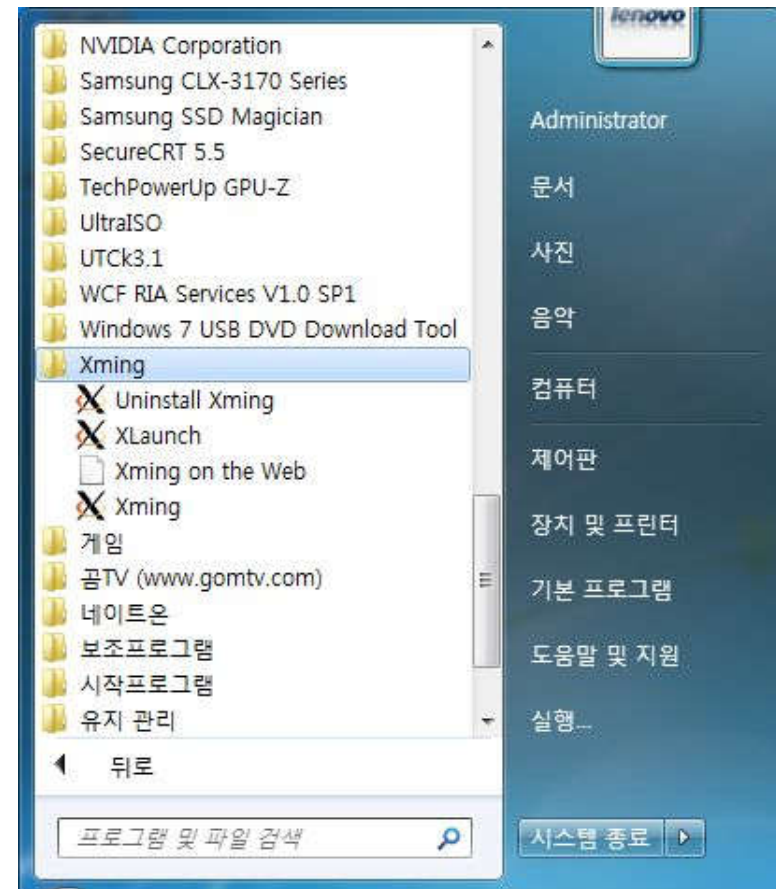 NVIDIA Corporation
Samsung CLX-3170 Series
Samsung SSD Magician
SecureCRT 5.5
TechPowerUp GPU-Z
UltraISO
UTCk3.1
WCF RIA Services V1.0 SP1
Windows 7 USB DVD Download Tool
Xming
Uninstall Xming
XLaunch
Xming on the Web
Xming
게임
곰TV (www.gomtv.com)
네이트온
보조프로그램
시작프로그램
유지 관리
뒤로
프로그램 및 파일 검색
lenovo
Administrator
문서
사진
음악
컴퓨터
제어판
장치 및 프린터
기본 프로그램
도움말 및 지원
실행...
시스템 종료